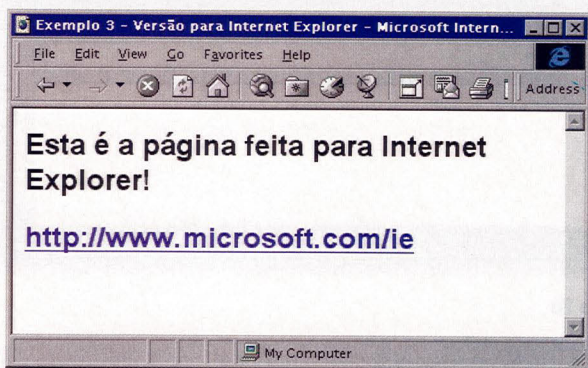 Exemplo 3 - Versão para Internet Explorer - Microsoft Intern...
File Edit View Go Favorites Help
Address
Esta é a página feita para Internet
Explorer!
http://www.microsoft.com/ie
My Computer